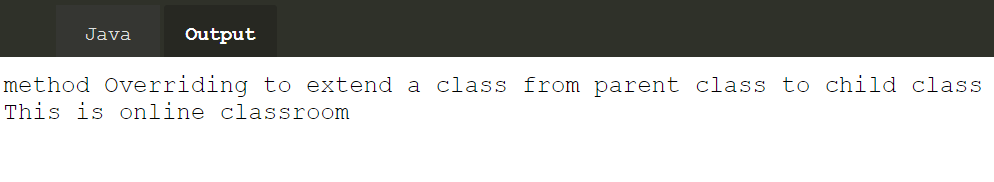 Java Output
method Overriding to extend a class from parent class to child class
This is online classroom